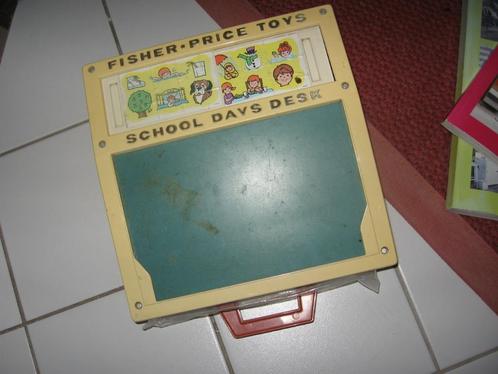 FISHER-PRICE TOYS
SCHOOL DAYS DESK